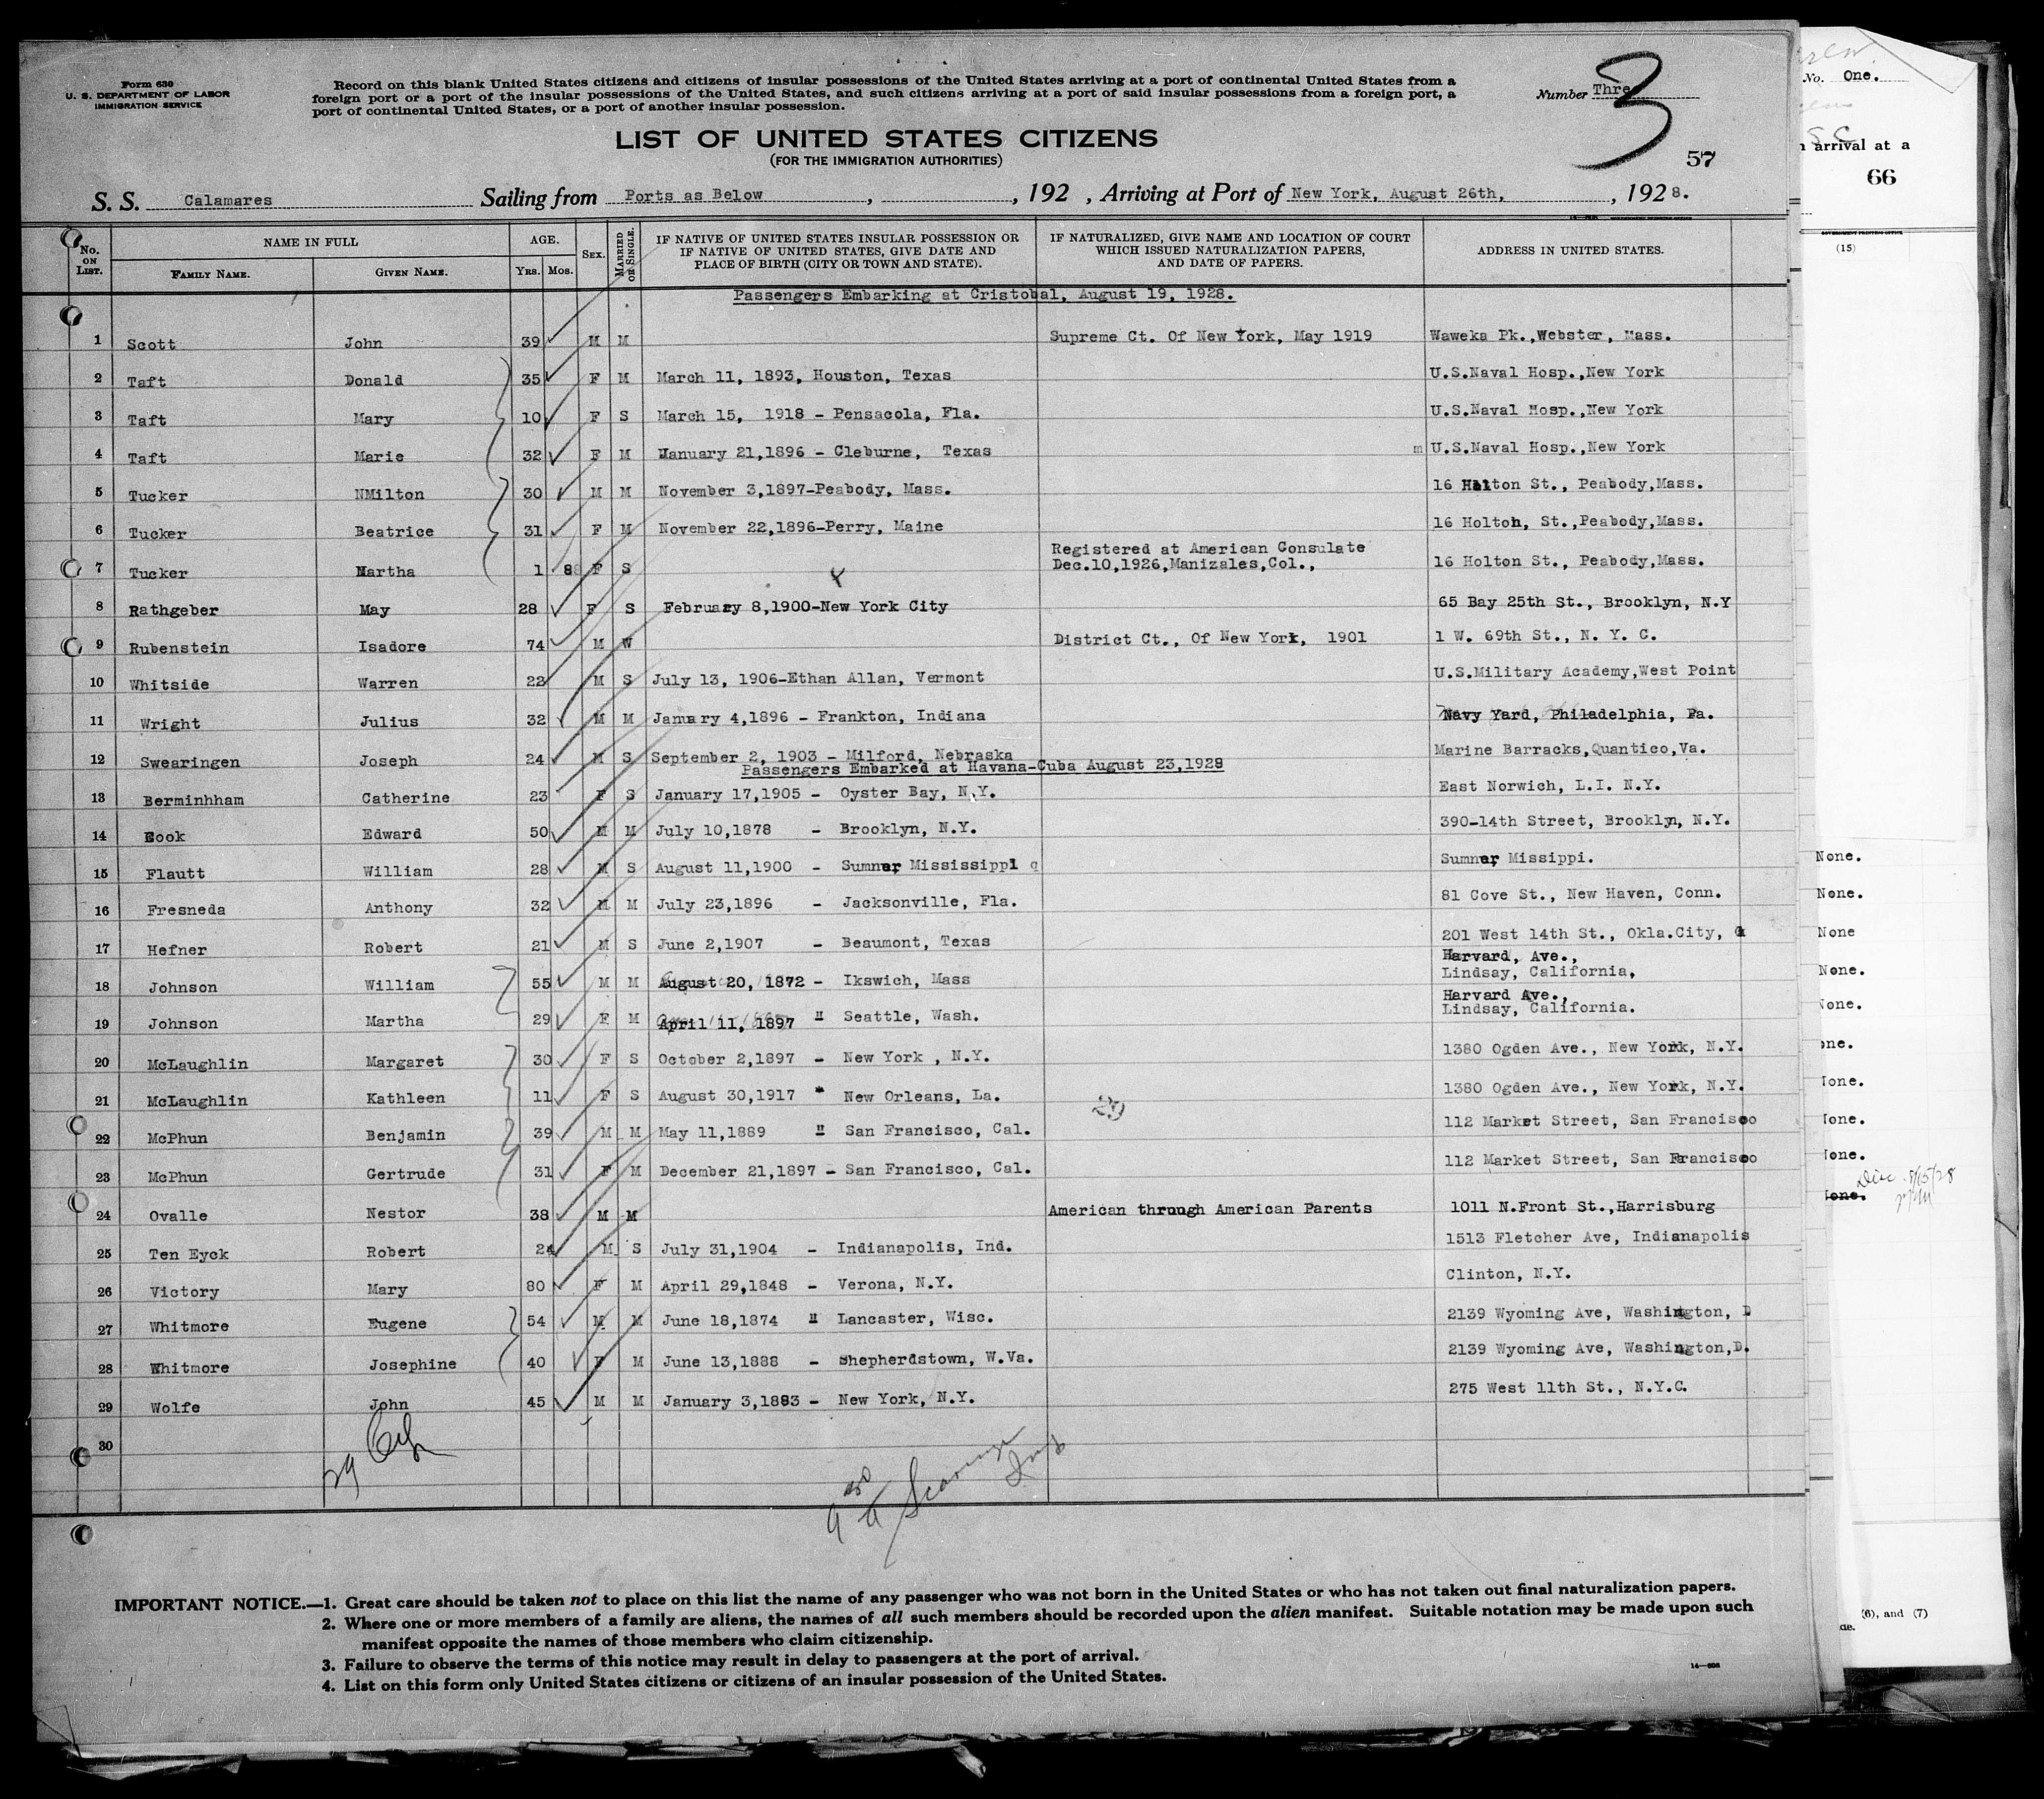 Form 630
U. S. DEPARTMENT OF LABOR
IMMIGRATION SERVICE
Record on this blank United States citizens and citizens of insular possessions of the United States arriving at a port of continental United States from a
foreign port or a port of the insular possessions of the United States, and such citizens arriving at a port of said insular possessions from a foreign port, a
port of continental United States, or a port of another insular possession.
Number Three
3
LIST OF UNITED STATES CITIZENS
(FOR THE IMMIGRATION AUTHORITIES)
57
S. S. Calamares Sailing from Ports as Below , , 192 , Arriving at Port of New York, August 26th, , 1928.
No. ON LIST. NAME IN FULL FAMILY NAME. GIVEN NAME. AGE. YRS. MOS. SEX. MARRIED OR SINGLE. IF NATIVE OF UNITED STATES INSULAR POSSESSION OR IF NATIVE OF UNITED STATES, GIVE DATE AND PLACE OF BIRTH (CITY OR TOWN AND STATE). IF NATURALIZED, GIVE NAME AND LOCATION OF COURT WHICH ISSUED NATURALIZATION PAPERS, AND DATE OF PAPERS. ADDRESS IN UNITED STATES.
Passengers Embarking at Cristobal, August 19, 1928.
1 Scott John 39 M M Supreme Ct. Of New York, May 1919 Waweka Pk.,Webster, Mass.
2 Taft Donald 35 F M March 11, 1893, Houston, Texas U.S.Naval Hosp.,New York
3 Taft Mary 10 F S March 15, 1918 - Pensacola, Fla. U.S.Naval Hosp.,New York
4 Taft Marie 32 F M January 21,1896 - Cleburne, Texas m U.S.Naval Hosp.,New York
5 Tucker NMilton 30 M M November 3,1897-Peabody, Mass. 16 Holton St., Peabody,Mass.
6 Tucker Beatrice 31 F M November 22,1896-Perry, Maine 16 Holton, St.,Peabody,Mass.
7 Tucker Martha 1 8 F S Registered at American Consulate Dec.10,1926,Manizales,Col., 16 Holton St., Peabody,Mass.
8 Rathgeber May 28 F S February 8,1900-New York City 65 Bay 25th St., Brooklyn, N.Y
9 Rubenstein Isadore 74 M W District Ct., Of New York, 1901 1 W. 69th St., N. Y. C.
10 Whitside Warren 22 M S July 13, 1906-Ethan Allan, Vermont U.S.Military Academy,West Point
11 Wright Julius 32 M M January 4,1896 - Frankton, Indiana Navy Yard, Philadelphia, Pa.
12 Swearingen Joseph 24 M S September 2, 1903 - Milford, Nebraska Marine Barracks,Quantico,Va.
Passengers Embarked at Havana-Cuba August 23,1928
13 Berminhham Catherine 23 F S January 17,1905 - Oyster Bay, N.Y. East Norwich, L.I. N.Y.
14 Cook Edward 50 M M July 10,1878 - Brooklyn, N.Y. 390-14th Street, Brooklyn, N.Y.
15 Flautt William 28 M S August 11,1900 - Sumner Mississippi Sumner Missippi.
16 Fresneda Anthony 32 M M July 23,1896 - Jacksonville, Fla. 81 Cove St., New Haven, Conn.
17 Hefner Robert 21 M S June 2,1907 - Beaumont, Texas 201 West 14th St., Okla.City,
18 Johnson William 55 M M August 20, 1872 - Ikswich, Mass Harvard, Ave., Lindsay, California,
19 Johnson Martha 29 F M April 11, 1897 " Seattle, Wash. Harvard Ave., Lindsay, California.
20 McLaughlin Margaret 30 F S October 2,1897 - New York , N.Y. 1380 Ogden Ave., New York, N.Y.
21 McLaughlin Kathleen 11 F S August 30,1917 " New Orleans, La. 1380 Ogden Ave., New York, N.Y.
22 McPhun Benjamin 39 M M May 11,1889 " San Francisco, Cal. 112 Market Street, San Francisco
23 McPhun Gertrude 31 F M December 21,1897 - San Francisco, Cal. 112 Market Street, San Francisco
24 Ovalle Nestor 38 M M American through American Parents 1011 N.Front St.,Harrisburg
25 Ten Eyck Robert 24 M S July 31,1904 - Indianapolis, Ind. 1513 Fletcher Ave, Indianapolis
26 Victory Mary 80 F M April 29,1848 - Verona, N.Y. Clinton, N.Y.
27 Whitmore Eugene 54 M M June 18,1874 " Lancaster, Wisc. 2139 Wyoming Ave, Washington, D
28 Whitmore Josephine 40 F M June 13,1888 - Shepherdstown, W.Va. 2139 Wyoming Ave, Washington,D.
29 Wolfe John 45 M M January 3,1883 - New York, N.Y. 275 West 11th St., N.Y.C.
30
29
IMPORTANT NOTICE.—1. Great care should be taken not to place on this list the name of any passenger who was not born in the United States or who has not taken out final naturalization papers.
2. Where one or more members of a family are aliens, the names of all such members should be recorded upon the alien manifest. Suitable notation may be made upon such
manifest opposite the names of those members who claim citizenship.
3. Failure to observe the terms of this notice may result in delay to passengers at the port of arrival.
4. List on this form only United States citizens or citizens of an insular possession of the United States.
No. One.
arrival at a
66
(15)
None.
None.
None
None.
None.
(6), and (7)